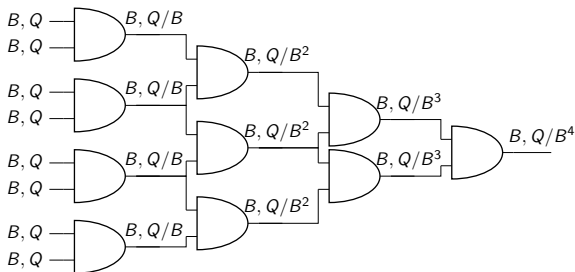 B, Q
B, Q
B, Q
B, Q
B, Q
B, Q
B, Q
B, Q
B, Q/B
B, Q/B
B, Q/B
B, Q/B
B, Q/B²
B, Q/B²
B, Q/B²
B, Q/B³
B, Q/B³
B, Q/B⁴